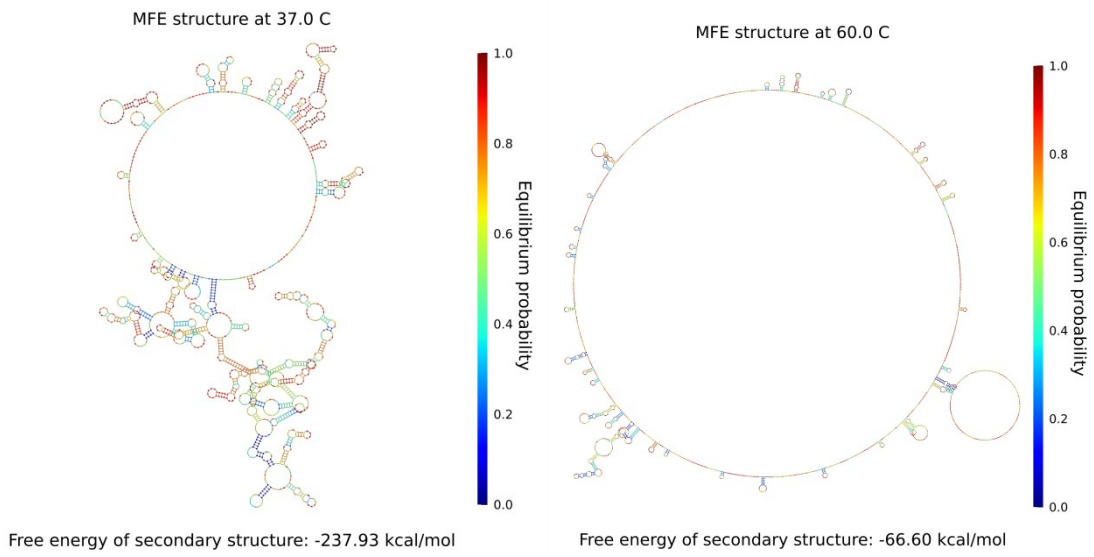 MFE structure at 37.0 C
1.0
0.8
0.6
0.4
0.2
0.0
Equilibrium probability
Free energy of secondary structure: -237.93 kcal/mol
MFE structure at 60.0 C
1.0
0.8
0.6
0.4
0.2
0.0
Equilibrium probability
Free energy of secondary structure: -66.60 kcal/mol